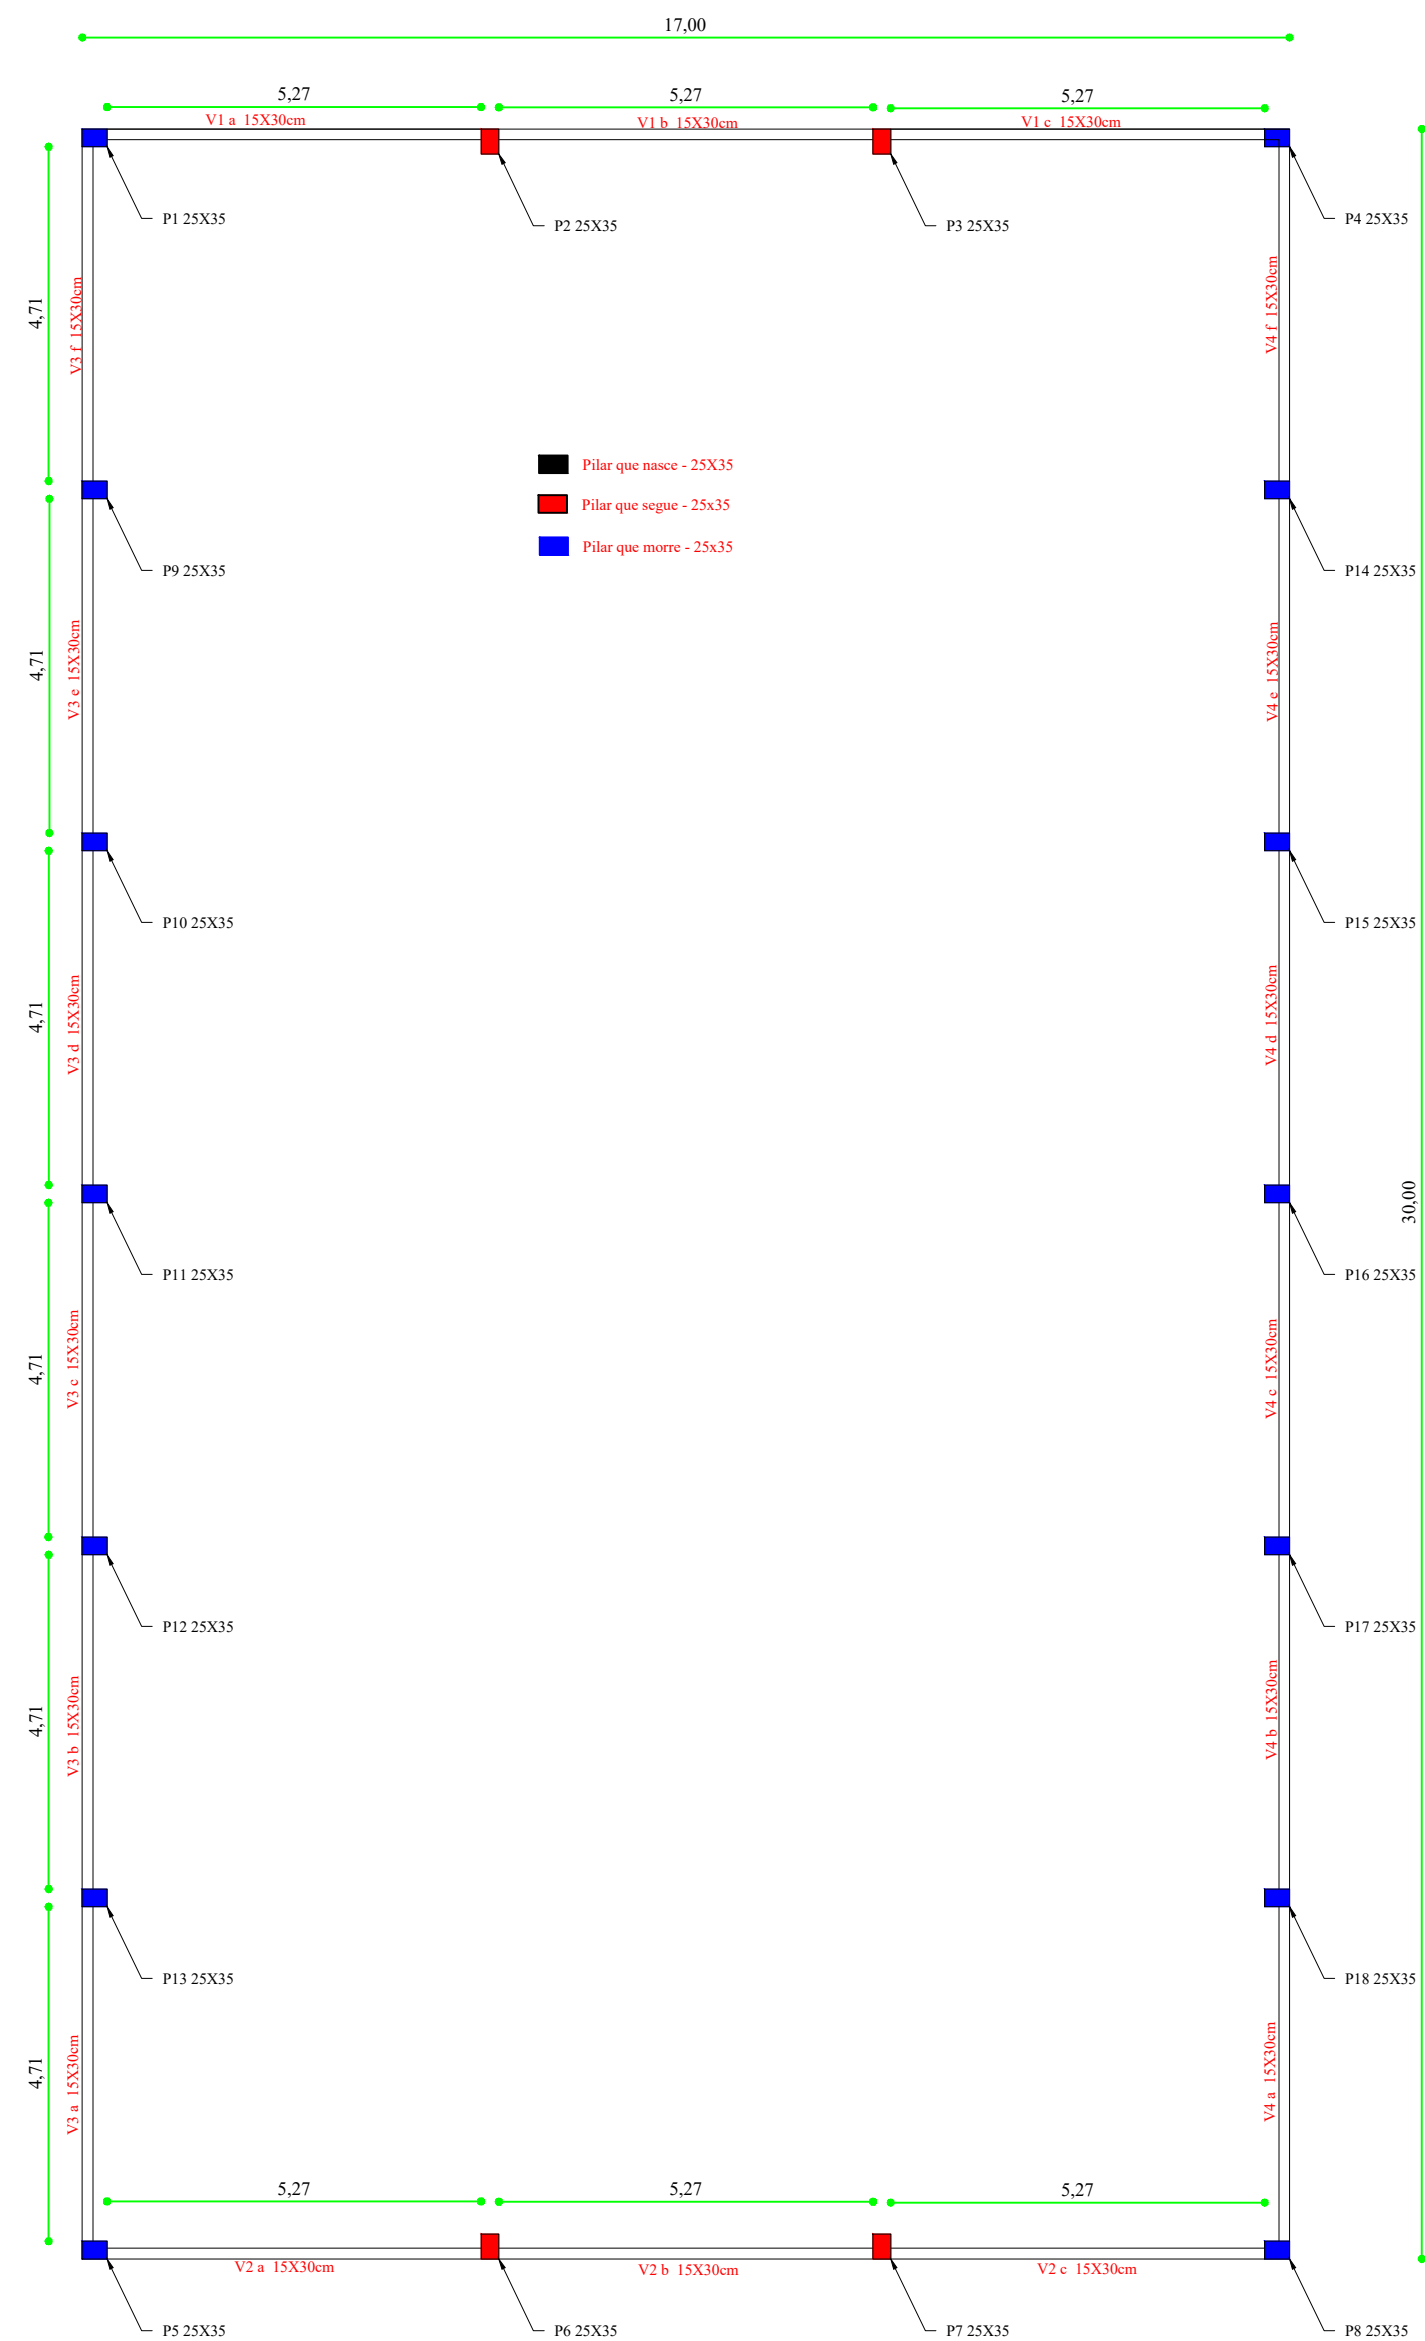 17,00
5,27
5,27
5,27
V1 a 15X30cm
V1 b 15X30cm
V1 c 15X30cm
P1 25X35
P2 25X35
P3 25X35
P4 25X35
4,71
V3 f 15X30cm
V4 f 15X30cm
Pilar que nasce - 25X35
Pilar que segue - 25x35
Pilar que morre - 25x35
P9 25X35
P14 25X35
4,71
V3 e 15X30cm
V4 e 15X30cm
P10 25X35
P15 25X35
4,71
V3 d 15X30cm
V4 d 15X30cm
30,00
P11 25X35
P16 25X35
4,71
V3 c 15X30cm
V4 c 15X30cm
P12 25X35
P17 25X35
4,71
V3 b 15X30cm
V4 b 15X30cm
P13 25X35
P18 25X35
4,71
V3 a 15X30cm
V4 a 15X30cm
5,27
5,27
5,27
V2 a 15X30cm
V2 b 15X30cm
V2 c 15X30cm
P5 25X35
P6 25X35
P7 25X35
P8 25X35